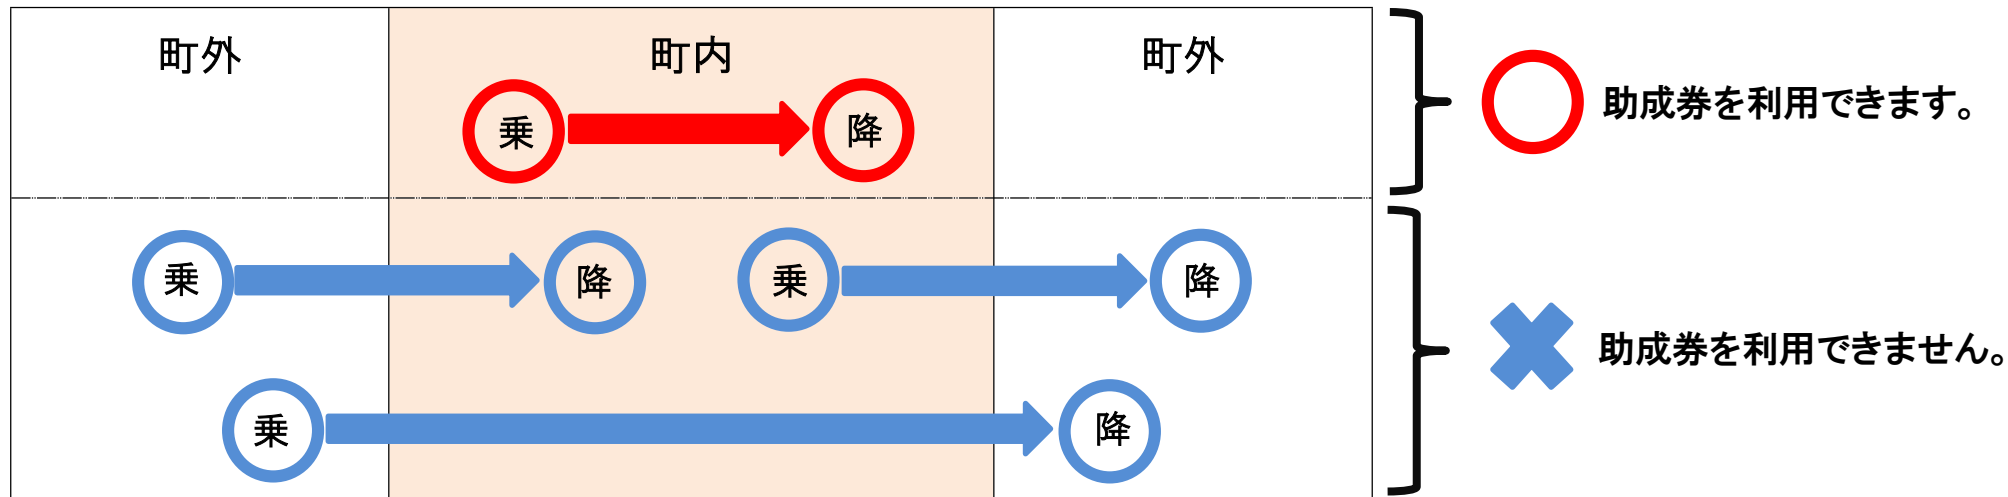 町外 町内 町外
乗 降
助成券を利用できます。
乗 降 乗 降
助成券を利用できません。
乗 降